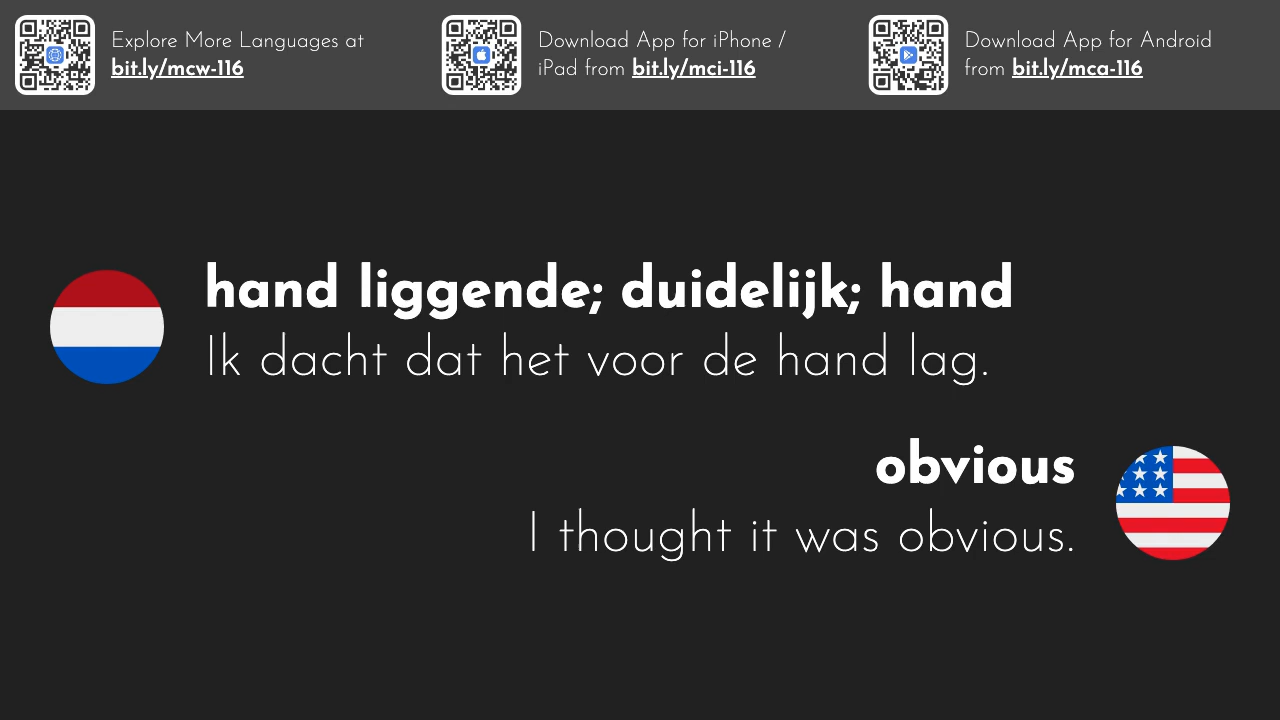 Explore More Languages at
bit.ly/mcw-116
Download App for iPhone /
iPad from bit.ly/mci-116
Download App for Android
from bit.ly/mca-116
hand liggende; duidelijk; hand
Ik dacht dat het voor de hand lag.
obvious
I thought it was obvious.